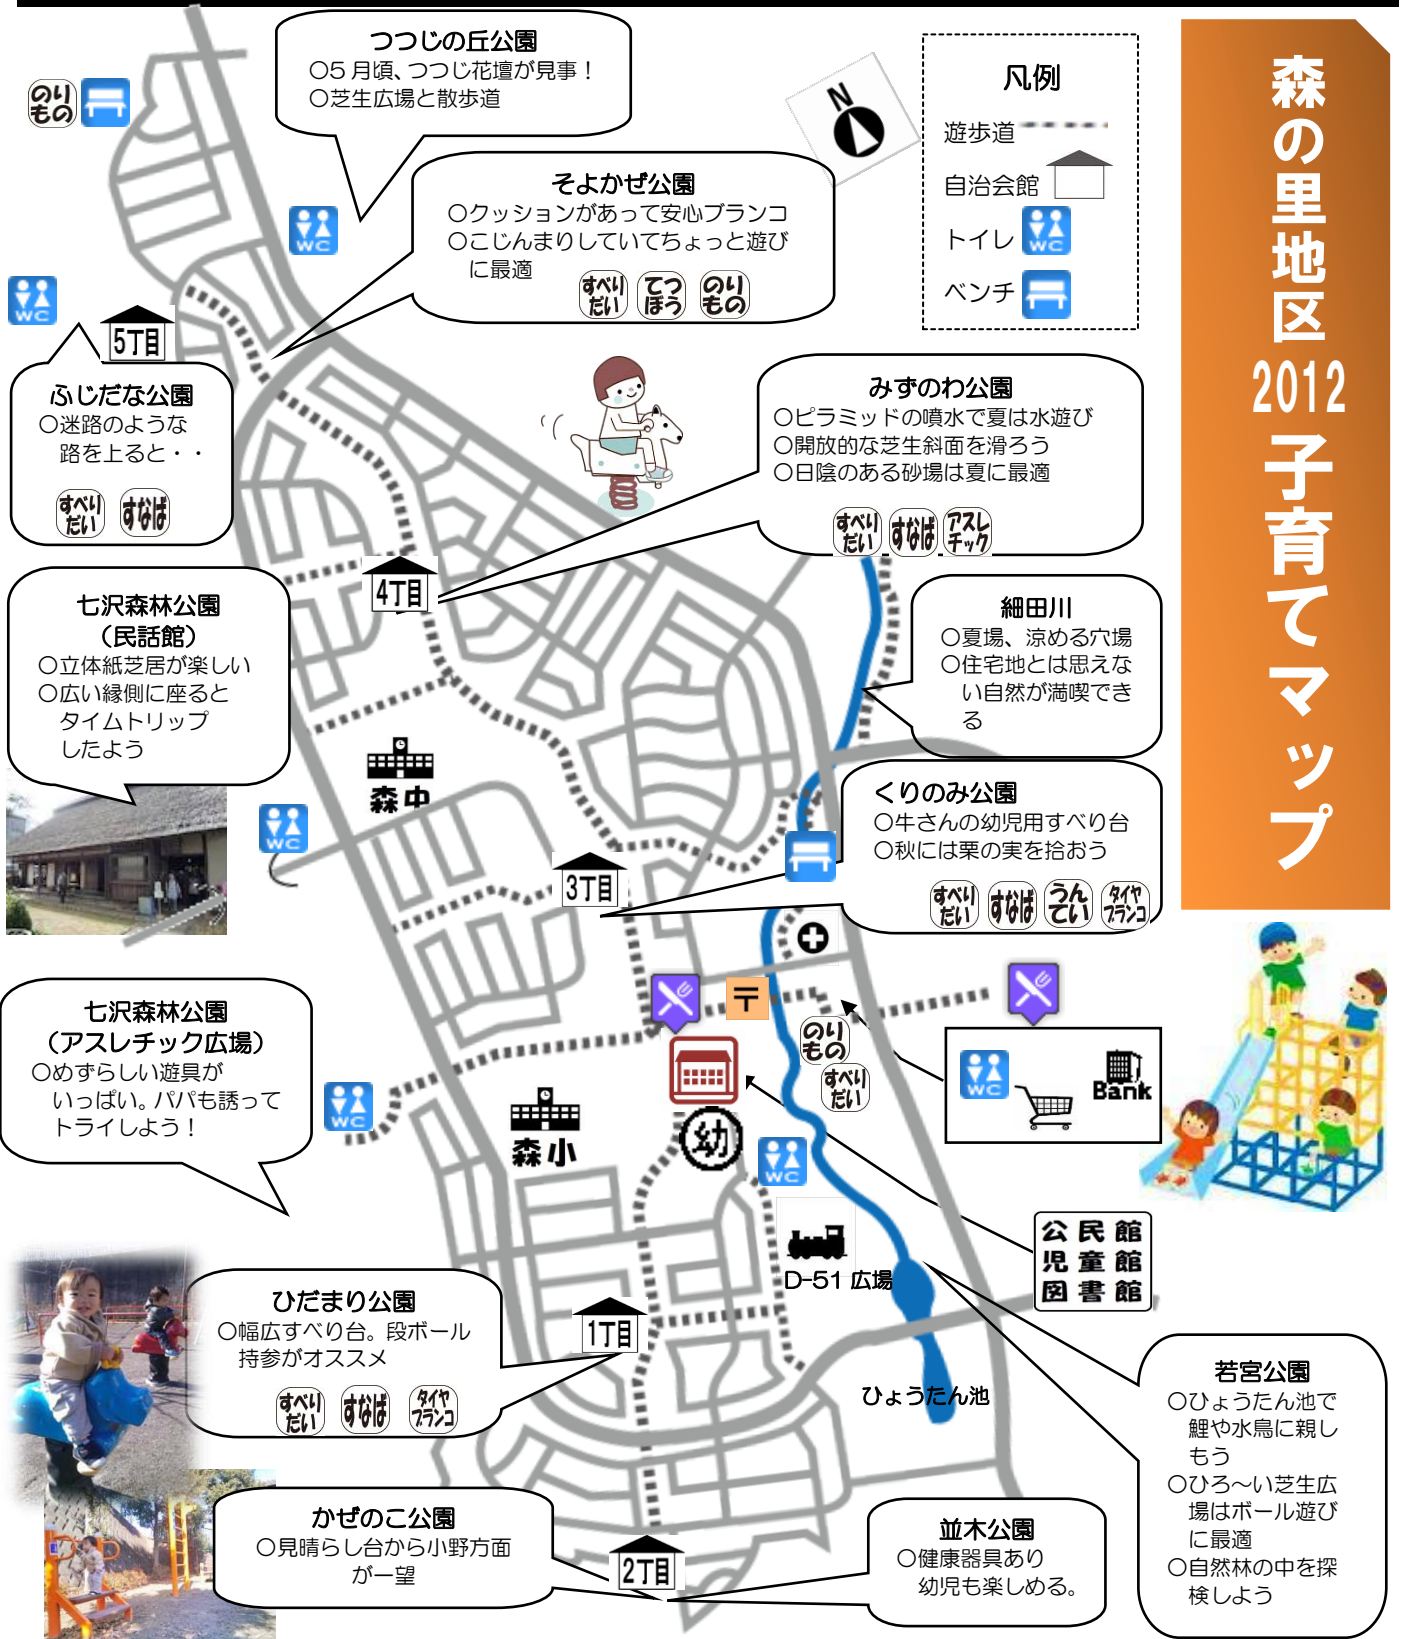 森の里地区
2012
子育てマップ
つつじの丘公園
○5月頃、つつじ花壇が見事！
○芝生広場と散歩道
N
凡例
遊歩道
自治会館
トイレ
WC
ベンチ
のり
もの
WC
そよかぜ公園
○クッションがあって安心ブランコ
○こじんまりしていてちょっと遊び
に最適
すべり
だい
てつ
ぼう
のり
もの
WC
5丁目
ふじだな公園
○迷路のような
路を上ると・・
すべり
だい
すなば
みずのわ公園
○ピラミッドの噴水で夏は水遊び
○開放的な芝生斜面を滑ろう
○日陰のある砂場は夏に最適
すべり
だい
すなば
アスレ
チック
4丁目
七沢森林公園
（民話館）
○立体紙芝居が楽しい
○広い縁側に座ると
タイムトリップ
したよう
細田川
○夏場、涼める穴場
○住宅地とは思えな
い自然が満喫でき
る
森中
WC
くりのみ公園
○牛さんの幼児用すべり台
○秋には栗の実を拾おう
すべり
だい
すなば
うん
てい
タイヤ
ブランコ
3丁目
〒
七沢森林公園
（アスレチック広場）
○めずらしい遊具が
いっぱい。パパも誘って
トライしよう！
WC
のり
もの
すべり
だい
WC
Bank
森小
幼
WC
D-51 広場
公民館
児童館
図書館
ひだまり公園
○幅広すべり台。段ボール
持参がオススメ
すべり
だい
すなば
タイヤ
ブランコ
1丁目
ひょうたん池
若宮公園
○ひょうたん池で
鯉や水鳥に親し
もう
○ひろ～い芝生広
場はボール遊び
に最適
○自然林の中を探
検しよう
かぜのこ公園
○見晴らし台から小野方面
が一望
2丁目
並木公園
○健康器具あり
幼児も楽しめる。